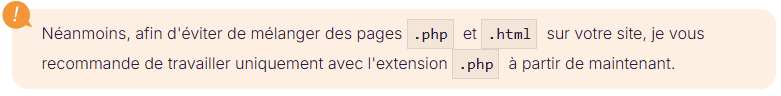 !
Néanmoins, afin d'éviter de mélanger des pages .php et .html sur votre site, je vous
recommande de travailler uniquement avec l'extension .php à partir de maintenant.